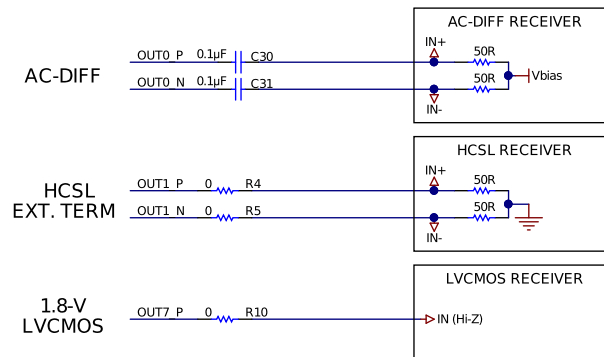 AC-DIFF RECEIVER
IN+
50R
OUT0_P 0.1µF C30
AC-DIFF
50R
Vbias
OUT0_N 0.1µF C31
IN-
HCSL RECEIVER
IN+
50R
OUT1_P 0 R4
HCSL
EXT. TERM
50R
OUT1_N 0 R5
IN-
LVCMOS RECEIVER
1.8-V
LVCMOS
OUT7_P 0 R10
IN (Hi-Z)